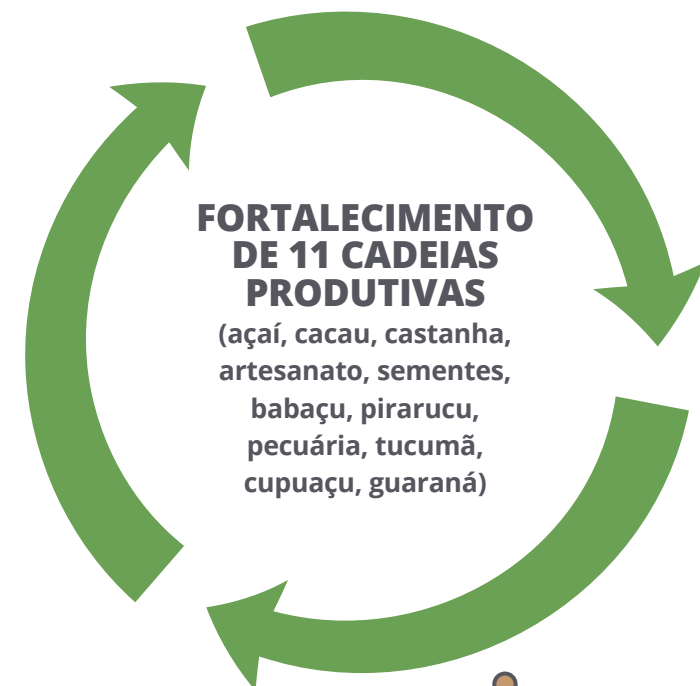 FORTALECIMENTO
DE 11 CADEIAS
PRODUTIVAS
(açaí, cacau, castanha,
artesanato, sementes,
babaçu, pirarucu,
pecuária, tucumã,
cupuaçu, guaraná)